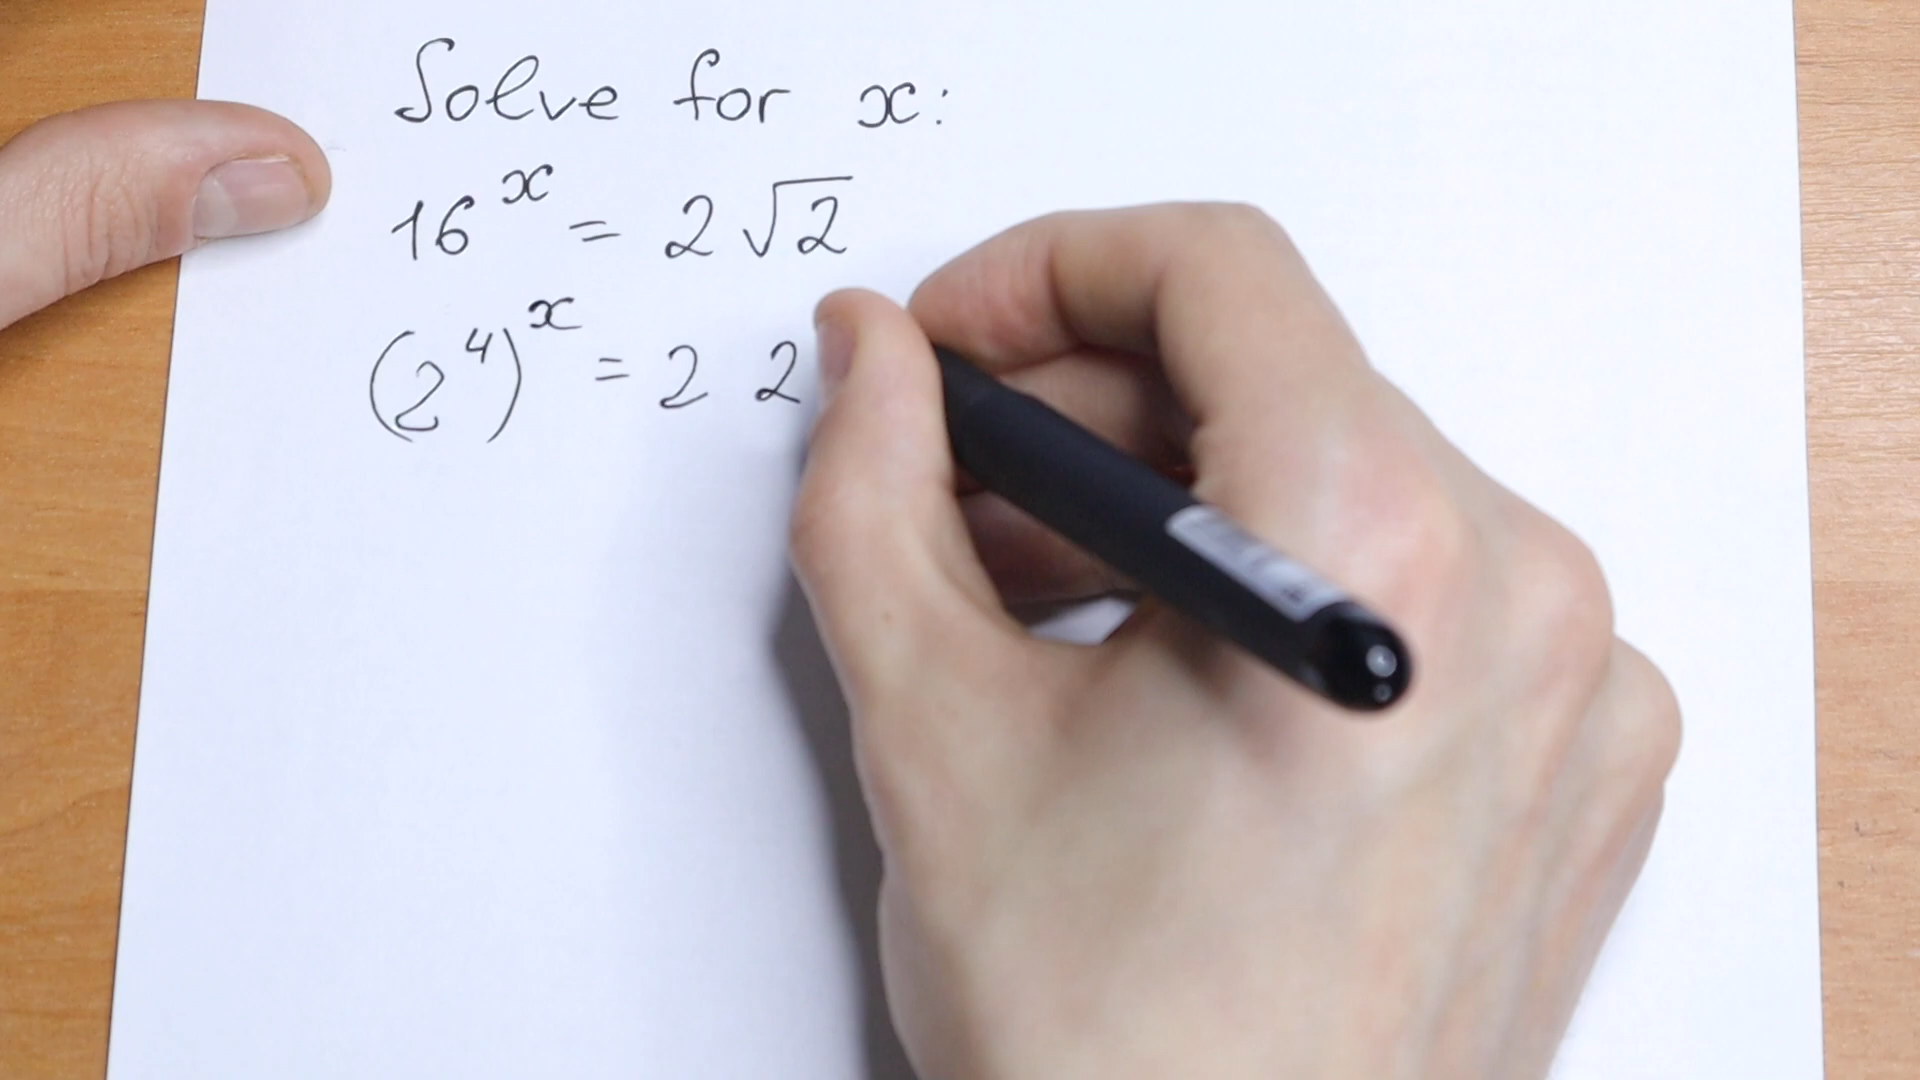 Solve for x:
16^x = 2√2
(2^4)^x = 2 2